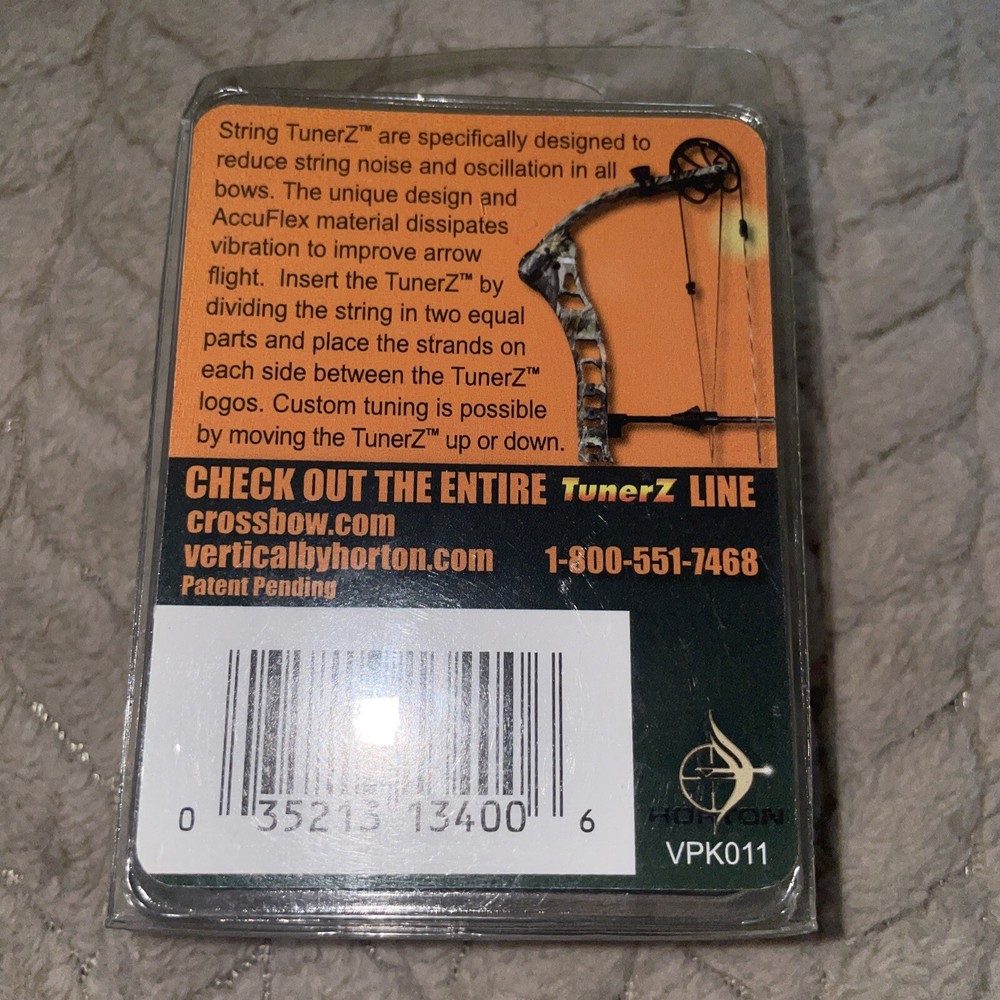 String TunerZ™ are specifically designed to
reduce string noise and oscillation in all
bows. The unique design and
AccuFlex material dissipates
vibration to improve arrow
flight. Insert the TunerZ™ by
dividing the string in two equal
parts and place the strands on
each side between the TunerZ™
logos. Custom tuning is possible
by moving the TunerZ™ up or down.
CHECK OUT THE ENTIRE TunerZ LINE
crossbow.com
verticalbyhorton.com 1-800-551-7468
Patent Pending
0 35213 13400 6
HORTON
VPK011